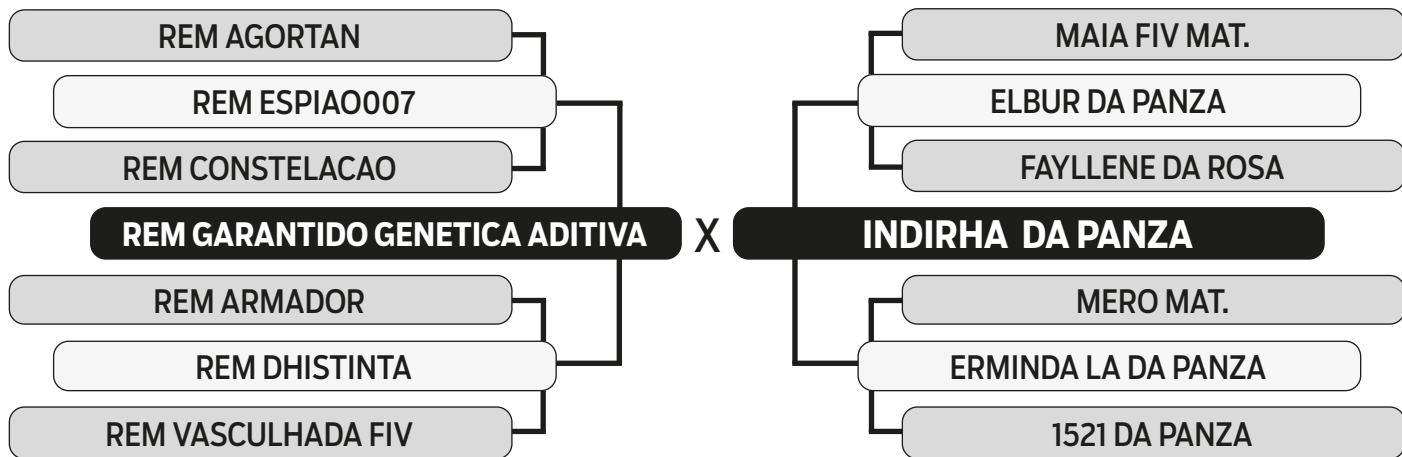 REM AGORTAN
REM ESPIAO007
REM CONSTELACAO
REM GARANTIDO GENETICA ADITIVA
REM ARMADOR
REM DHISTINTA
REM VASCULHADA FIV
X
MAIA FIV MAT.
ELBUR DA PANZA
FAYLLENE DA ROSA
INDIRHA DA PANZA
MERO MAT.
ERMINDA LA DA PANZA
1521 DA PANZA